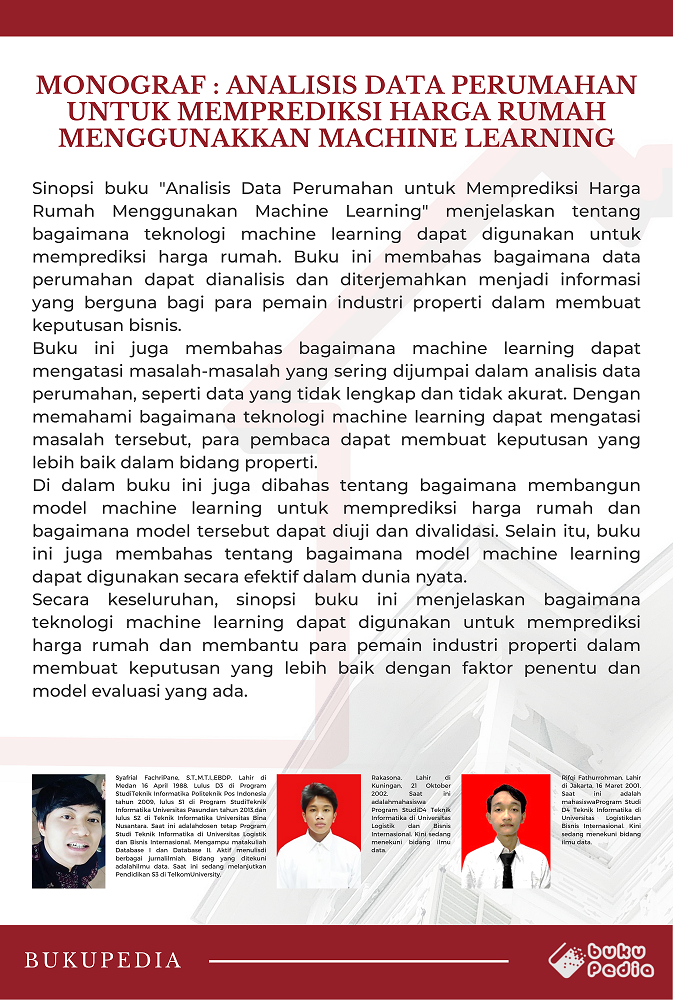 MONOGRAF : ANALISIS DATA PERUMAHAN
UNTUK MEMPREDIKSI HARGA RUMAH
MENGGUNAKKAN MACHINE LEARNING
Sinopsi buku "Analisis Data Perumahan untuk Memprediksi Harga
Rumah Menggunakan Machine Learning" menjelaskan tentang
bagaimana teknologi machine learning dapat digunakan untuk
memprediksi harga rumah. Buku ini membahas bagaimana data
perumahan dapat dianalisis dan diterjemahkan menjadi informasi
yang berguna bagi para pemain industri properti dalam membuat
keputusan bisnis.
Buku ini juga membahas bagaimana machine learning dapat
mengatasi masalah-masalah yang sering dijumpai dalam analisis data
perumahan, seperti data yang tidak lengkap dan tidak akurat. Dengan
memahami bagaimana teknologi machine learning dapat mengatasi
masalah tersebut, para pembaca dapat membuat keputusan yang
lebih baik dalam bidang properti.
Di dalam buku ini juga dibahas tentang bagaimana membangun
model machine learning untuk memprediksi harga rumah dan
bagaimana model tersebut dapat diuji dan divalidasi. Selain itu, buku
ini juga membahas tentang bagaimana model machine learning
dapat digunakan secara efektif dalam dunia nyata.
Secara keseluruhan, sinopsi buku ini menjelaskan bagaimana
teknologi machine learning dapat digunakan untuk memprediksi
harga rumah dan membantu para pemain industri properti dalam
membuat keputusan yang lebih baik dengan faktor penentu dan
model evaluasi yang ada.
Syafrial FachriPane, S.T.,M.T.I.,EBDP. Lahir di
Medan 16 April 1988. Lulus D3 di Program
StudiTeknik Informatika Politeknik Pos Indonesia
tahun 2009, lulus S1 di Program StudiTeknik
Informatika Universitas Pasundan tahun 2013,dan
lulus S2 di Teknik Informatika Universitas Bina
Nusantara. Saat ini adalahdosen tetap Program
Studi Teknik Informatika di Universitas Logistik
dan Bisnis Internasional. Mengampu matakuliah
Database I dan Database II. Aktif menulisdi
berbagai jurnalilmiah. Bidang yang ditekuni
adalahilmu data. Saat ini sedang melanjutkan
Pendidikan S3 di TelkomUniversity.
Rakasona. Lahir di
Kuningan, 21 Oktober
2002. Saat ini
adalahmahasiswa
Program StudiD4 Teknik
Informatika di Universitas
Logistik dan Bisnis
Internasional. Kini sedang
menekuni bidang ilmu
data.
Rifqi Fathurrohman. Lahir
di Jakarta, 16 Maret 2001.
Saat ini adalah
mahasiswaProgram Studi
D4 Teknik Informatika di
Universitas Logistikdan
Bisnis Internasional. Kini
sedang menekuni bidang
ilmu data.
BUKUPEDIA
buku
Pedia